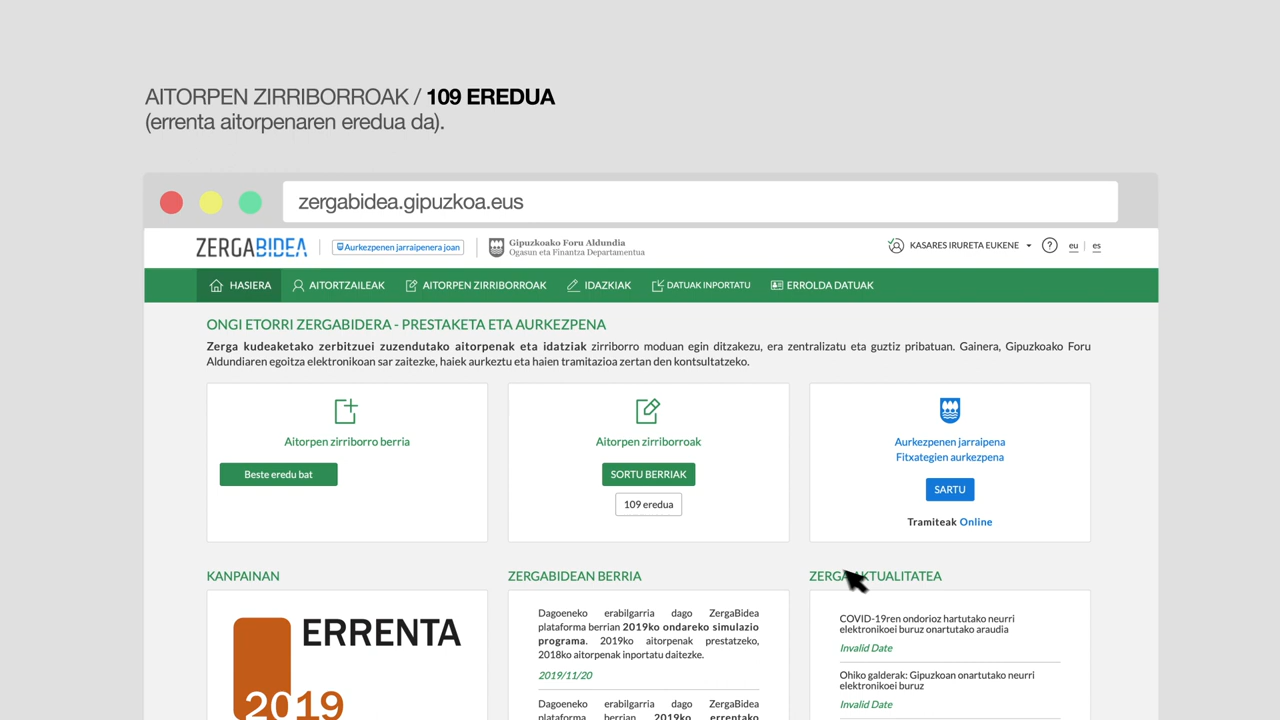 AITORPEN ZIRRIBORROAK / 109 EREDUA
(errenta aitorpenaren eredua da).
zergabidea.gipuzkoa.eus
ZERGABIDEA
Aurkezpenen jarraipenera joan
Gipuzkoako Foru Aldundia
Ogasun eta Finantza Departamentua
KASARES IRURETA EUKENE
?
eu | es
HASIERA
AITORTZAILEAK
AITORPEN ZIRRIBORROAK
IDAZKIAK
DATUAK INPORTATU
ERROLDA DATUAK
ONGI ETORRI ZERGABIDERA - PRESTAKETA ETA AURKEZPENA
Zerga kudeaketako zerbitzuei zuzendutako aitorpenak eta idatziak zirriborro moduan egin ditzakezu, era zentralizatu eta guztiz pribatuan. Gainera, Gipuzkoako Foru
Aldundiaren egoitza elektronikoan sar zaitezke, haiek aurkeztu eta haien tramitazioa zertan den kontsultatzeko.
Aitorpen zirriborro berria
Beste eredu bat
Aitorpen zirriborroak
SORTU BERRIAK
109 eredua
Aurkezpenen jarraipena
Fitxategien aurkezpena
SARTU
Tramiteak Online
KANPAINAN
ERRENTA
2019
ZERGABIDEAN BERRIA
Dagoeneko erabilgarria dago ZergaBidea
plataforma berrian 2019ko ondareko simulazio
programa. 2019ko aitorpenak prestatzeko,
2018ko aitorpenak inportatu daitezke.
2019/11/20
Dagoeneko erabilgarria dago ZergaBidea
plataforma berrian 2019ko errentako
ZERGA AKTUALITATEA
COVID-19ren ondorioz hartutako neurri
elektronikoei buruz onartutako araudia
Invalid Date
Ohiko galderak: Gipuzkoan onartutako neurri
elektronikoei buruz
Invalid Date